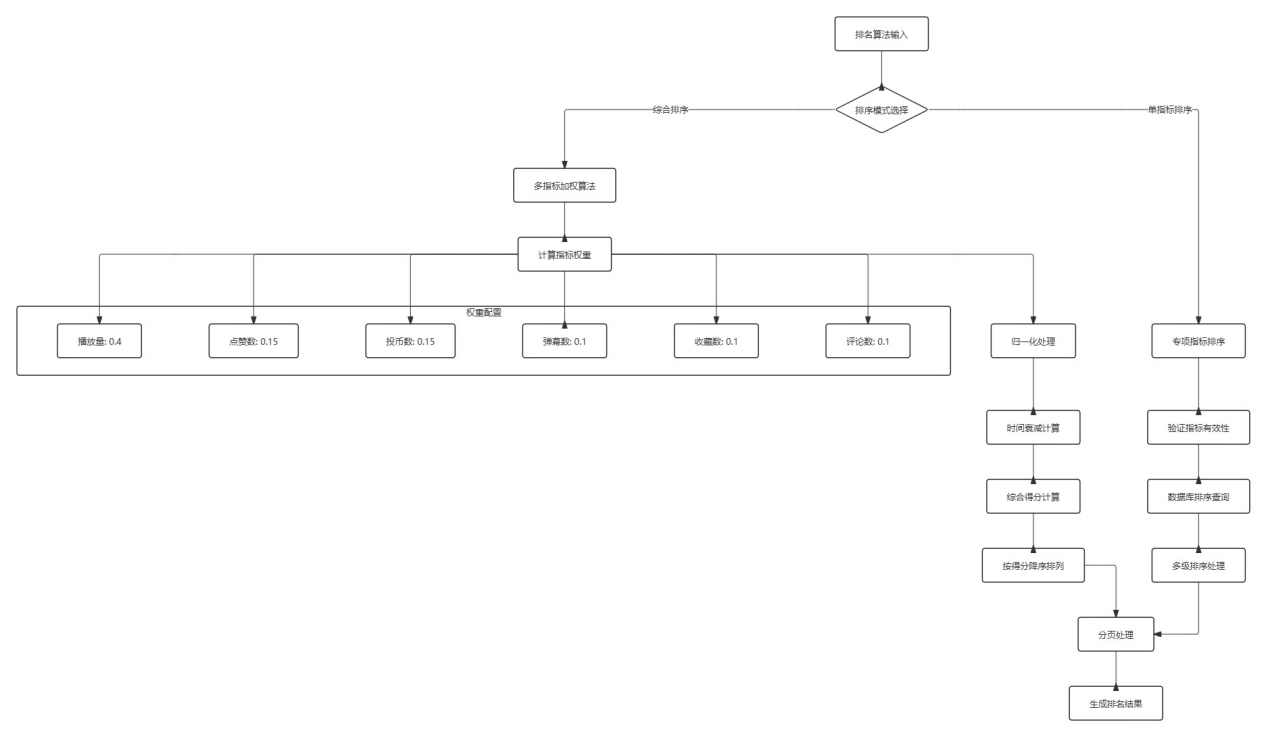 排名算法输入
排序模式选择
综合排序
单指标排序
多指标加权算法
计算指标权重
权重配置
播放量: 0.4
点赞数: 0.15
投币数: 0.15
弹幕数: 0.1
收藏数: 0.1
评论数: 0.1
归一化处理
专项指标排序
时间衰减计算
验证指标有效性
综合得分计算
数据库排序查询
按得分降序排列
多级排序处理
分页处理
生成排名结果